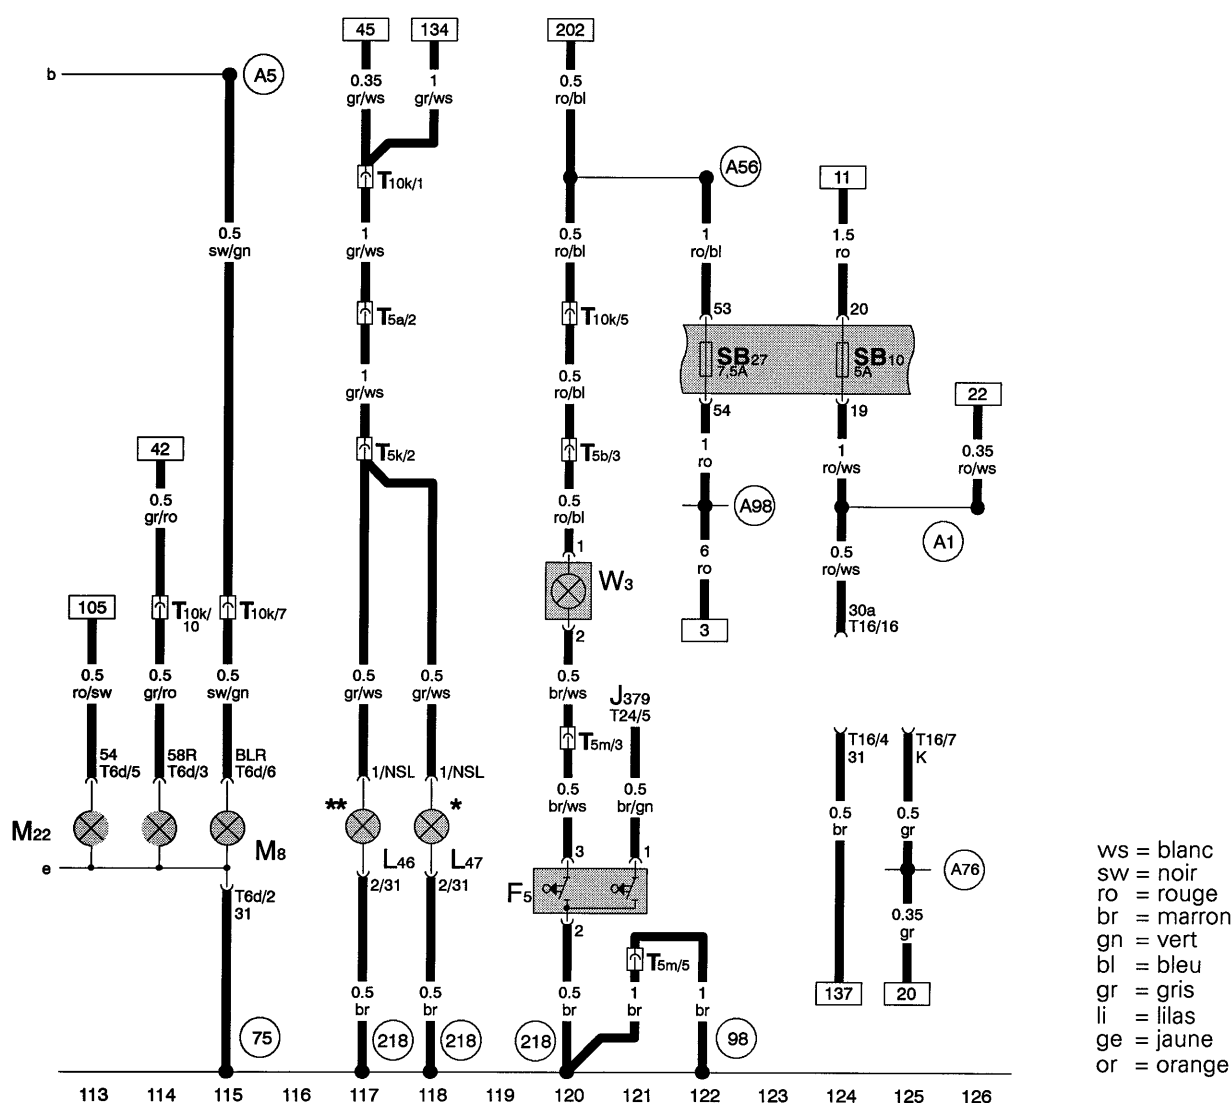 45
134
202
b
A5
0.35
gr/ws
1
gr/ws
0.5
ro/bl
A56
11
T10k/1
0.5
sw/gn
1
gr/ws
0.5
ro/bl
1
ro/bl
1.5
ro
53
20
T5a/2
T10k/5
SB27
7,5A
SB10
5A
1
gr/ws
0.5
ro/bl
54
19
22
42
T5k/2
T5b/3
1
ro
1
ro/ws
0.35
ro/ws
0.5
gr/ro
0.5
ro/bl
A98
A1
1
6
ro
0.5
ro/ws
W3
105
T10k/
10
T10k/7
30a
T16/16
2
3
0.5
ro/sw
0.5
gr/ro
0.5
sw/gn
0.5
gr/ws
0.5
gr/ws
0.5
br/ws
J379
T24/5
54
T6d/5
58R
T6d/3
BLR
T6d/6
1/NSL
1/NSL
T5m/3
T16/4
31
T16/7
K
**
*
0.5
br/ws
0.5
br/gn
0.5
br
0.5
gr
M22
M8
L46
L47
3
1
e
2/31
2/31
A76
T6d/2
31
F5
2
0.35
gr
T5m/5
0.5
br
0.5
br
0.5
br
1
br
1
br
137
20
75
218
218
218
98
113 114 115 116 117 118 119 120 121 122 123 124 125 126
ws = blanc
sw = noir
ro = rouge
br = marron
gn = vert
bl = bleu
gr = gris
li = lilas
ge = jaune
or = orange